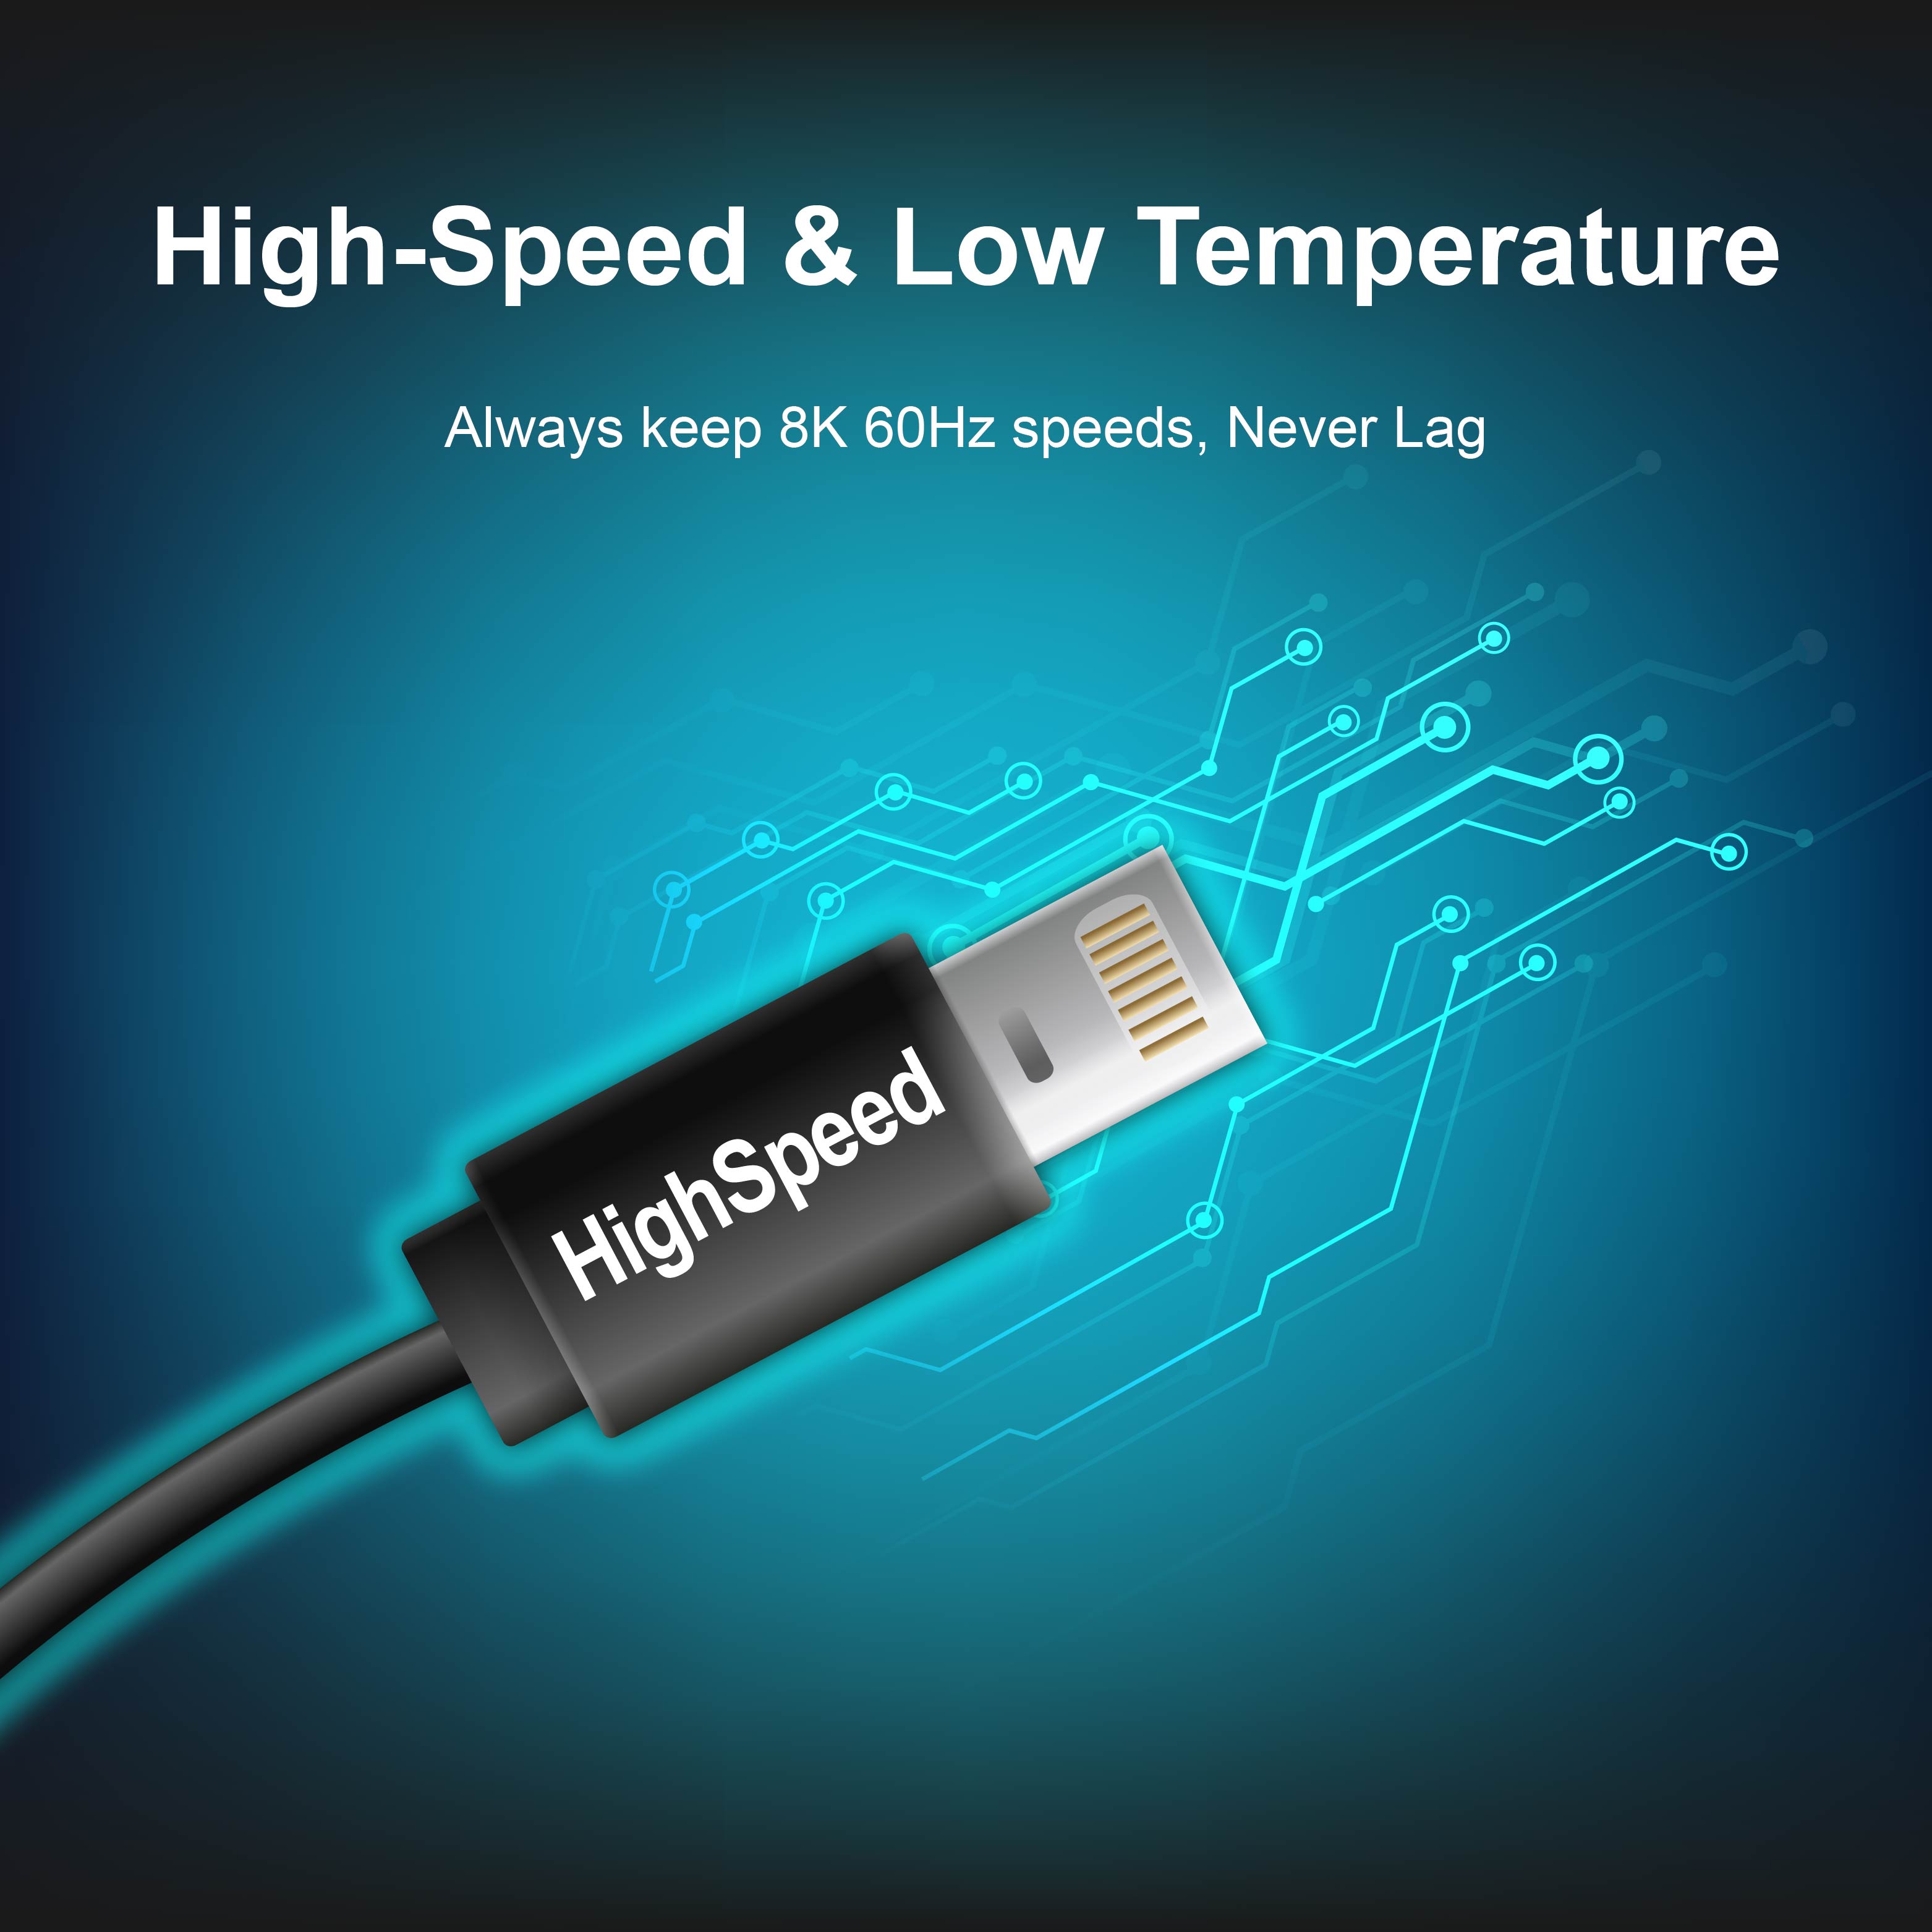 High-Speed & Low Temperature
Always keep 8K 60Hz speeds, Never Lag
HighSpeed